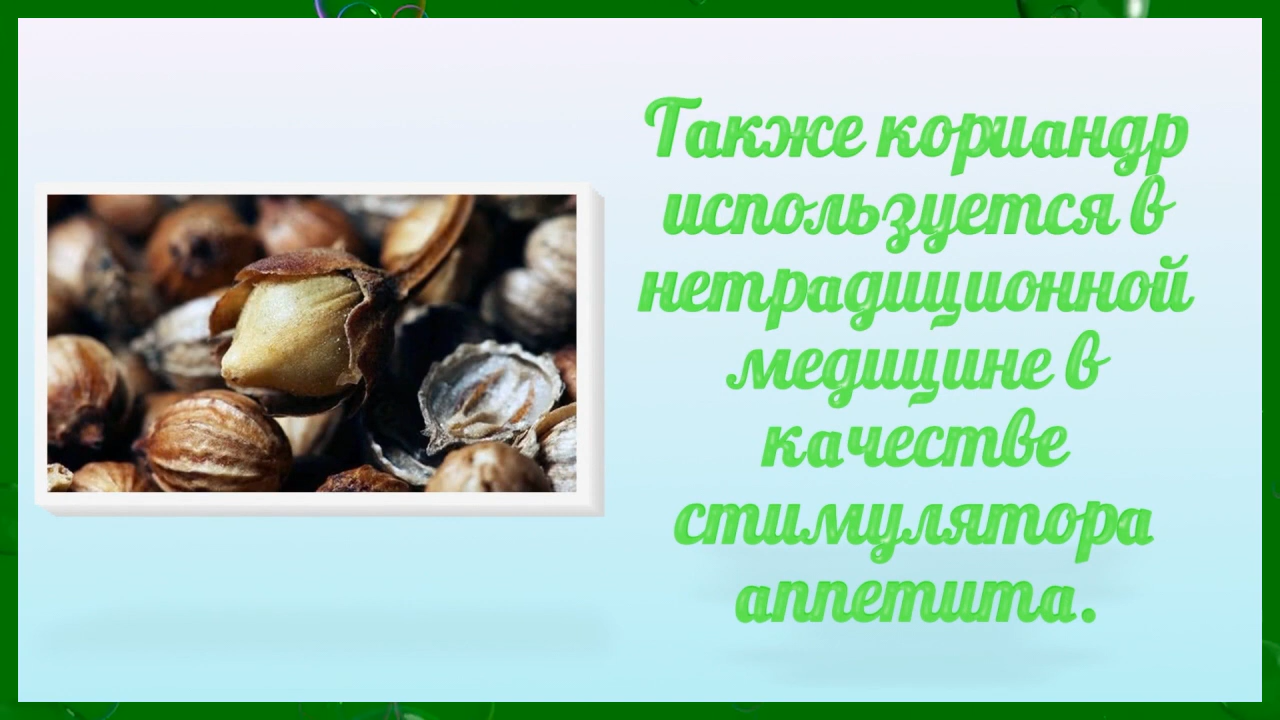 Также кориандр
используется в
нетрадиционной
медицине в
качестве
стимулятора
аппетита.